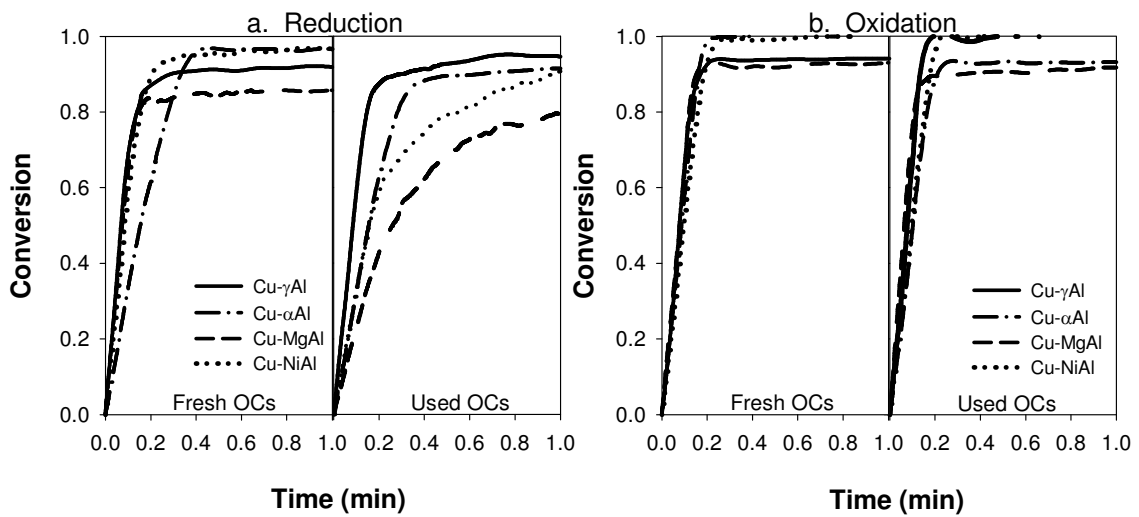 a. Reduction
b. Oxidation
Conversion
1.0
0.8
0.6
0.4
0.2
0.0
Cu-γAl
Cu-αAl
Cu-MgAl
Cu-NiAl
Fresh OCs
Used OCs
0.0 0.2 0.4 0.6 0.8 1.0 0.2 0.4 0.6 0.8 1.0
Time (min)
Conversion
1.0
0.8
0.6
0.4
0.2
0.0
Cu-γAl
Cu-αAl
Cu-MgAl
Cu-NiAl
Fresh OCs
Used OCs
0.0 0.2 0.4 0.6 0.8 1.0 0.2 0.4 0.6 0.8 1.0
Time (min)